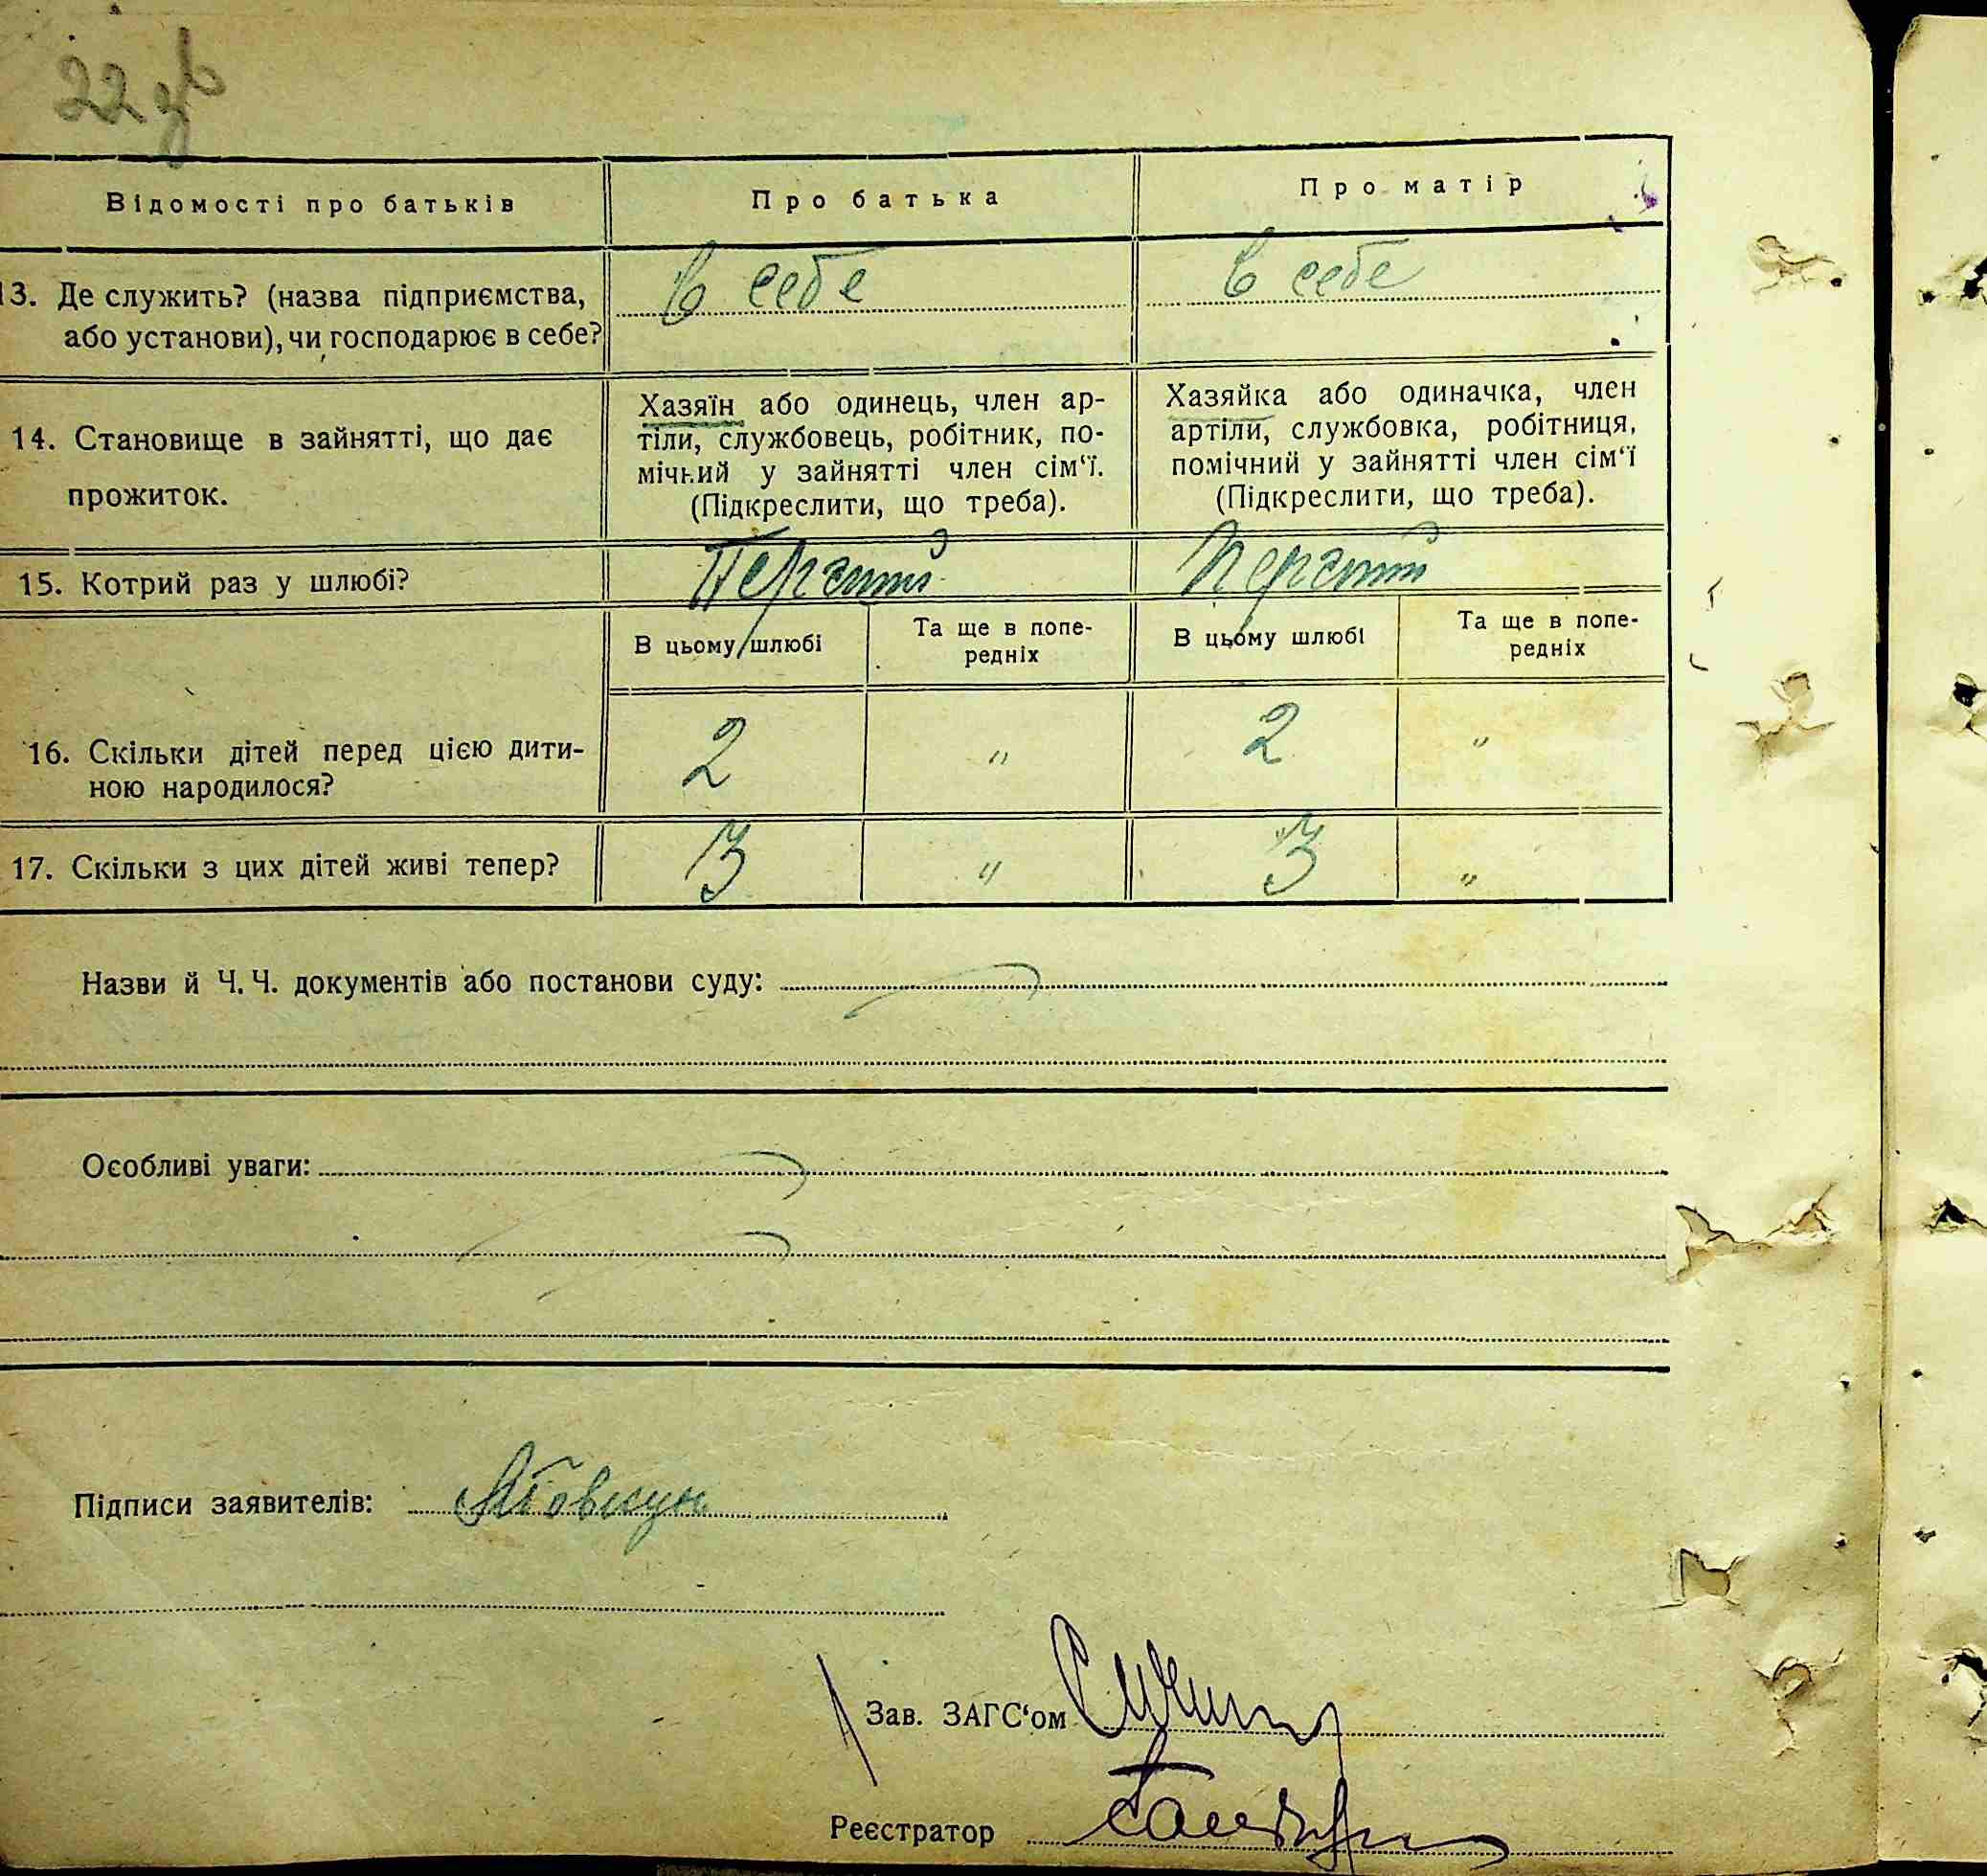 22 зв
Відомості про батьків
Про батька
Про матір
13. Де служить? (назва підприємства,
або установи), чи господарює в себе?
в себе
в себе
14. Становище в зайнятті, що дає
прожиток.
Хазяїн або одинець, член ар-
тіли, службовець, робітник, по-
мічний у зайнятті член сім‘ї.
(Підкреслити, що треба).
Хазяйка або одиначка, член
артіли, службовка, робітниця,
помічний у зайнятті член сім‘ї
(Підкреслити, що треба).
15. Котрий раз у шлюбі?
Перший
Перший
В цьому шлюбі
Та ще в попе-
редніх
В цьому шлюбі
Та ще в попе-
редніх
16. Скільки дітей перед цією дити-
ною народилося?
2
"
2
"
17. Скільки з цих дітей живі тепер?
3
"
3
"
Назви й Ч. Ч. документів або постанови суду:
Особливі уваги:
Підписи заявителів:
Зав. ЗАГС‘ом
Реєстратор